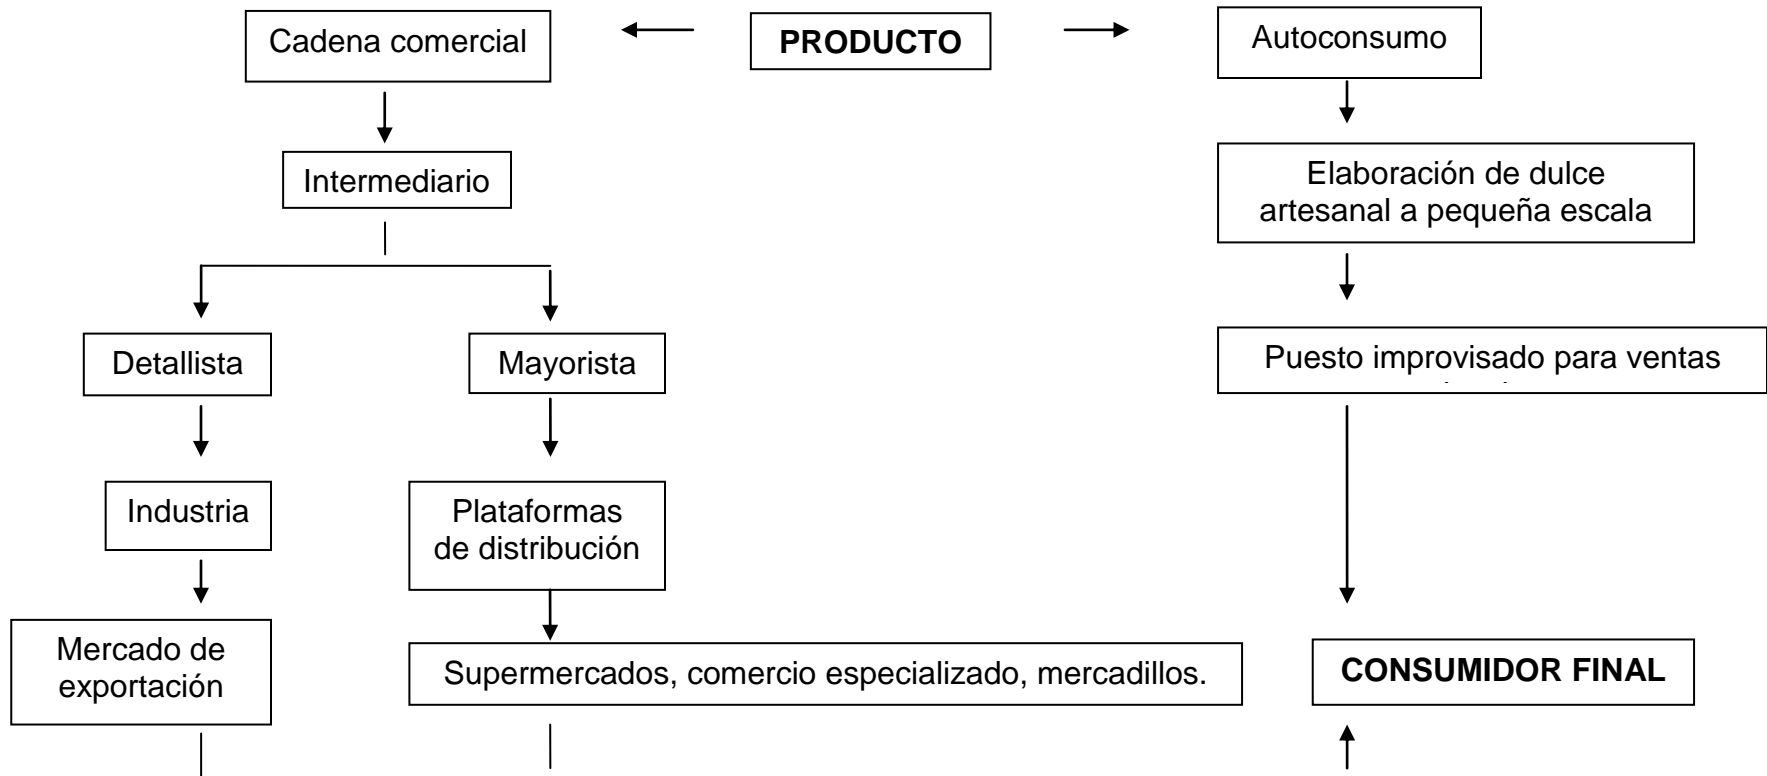 Cadena comercial
PRODUCTO
Autoconsumo
Intermediario
Elaboración de dulce
artesanal a pequeña escala
Detallista
Mayorista
Puesto improvisado para ventas
Industria
Plataformas
de distribución
Mercado de
exportación
Supermercados, comercio especializado, mercadillos.
CONSUMIDOR FINAL